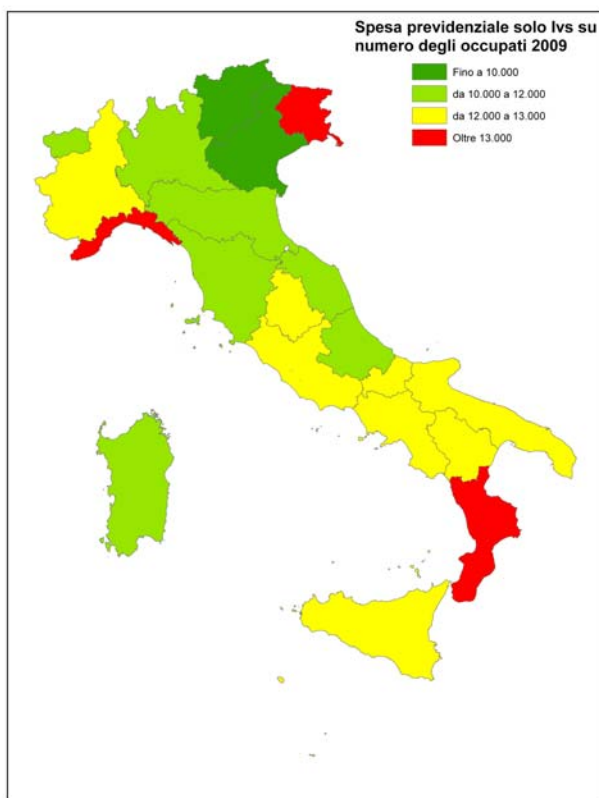 Spesa previdenziale solo Ivs su
numero degli occupati 2009
Fino a 10.000
da 10.000 a 12.000
da 12.000 a 13.000
Oltre 13.000